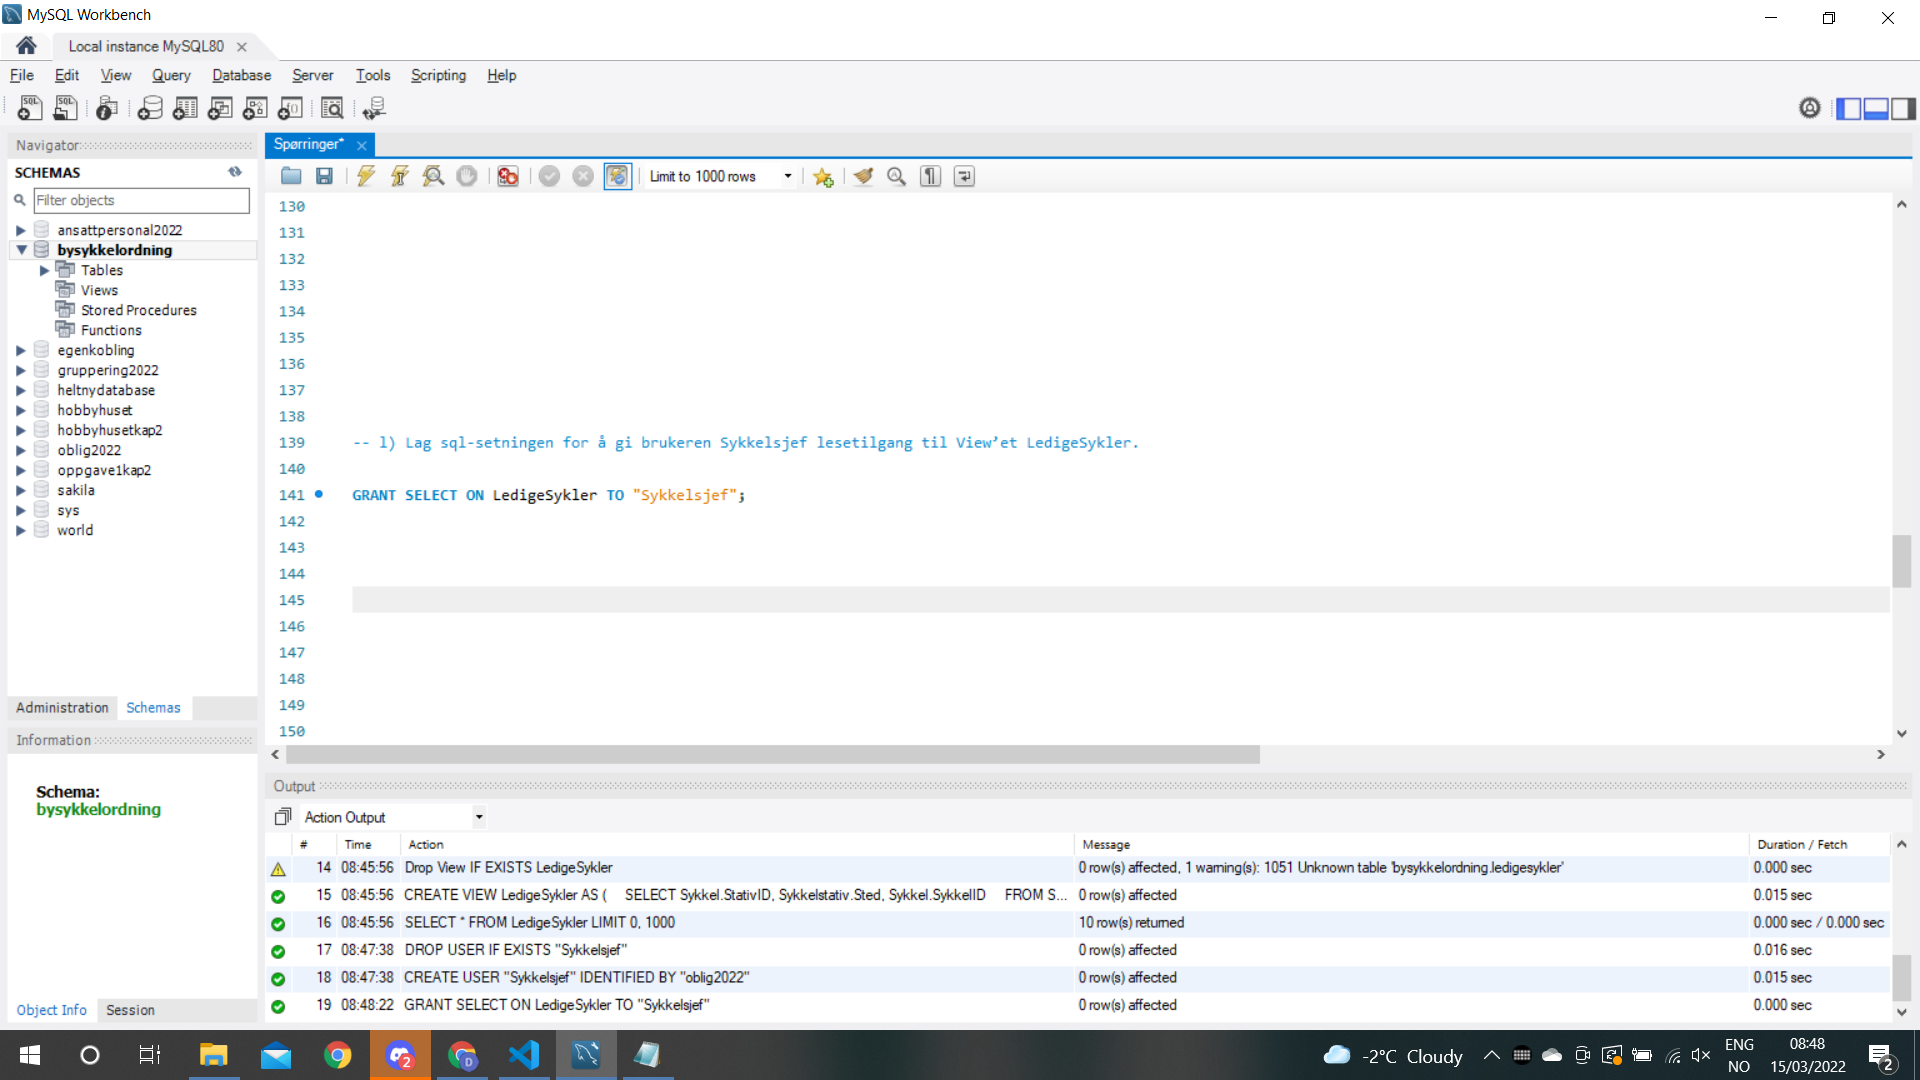 MySQL Workbench
Local instance MySQL80
File Edit View Query Database Server Tools Scripting Help
Navigator
SCHEMAS
Filter objects
ansattpersonal2022
bysykkelordning
Tables
Views
Stored Procedures
Functions
egenkobling
gruppering2022
heltnydatabase
hobbyhuset
hobbyhusetkap2
oblig2022
oppgave1kap2
sakila
sys
world
Administration Schemas
Information
Schema:
bysykkelordning
Object Info Session
Spørringer*
Limit to 1000 rows
130
131
132
133
134
135
136
137
138
139 -- l) Lag sql-setningen for å gi brukeren Sykkelsjef lesetilgang til View'et LedigeSykler.
140
141 GRANT SELECT ON LedigeSykler TO "Sykkelsjef";
142
143
144
145
146
147
148
149
150
Output
Action Output
# Time Action Message Duration / Fetch
14 08:45:56 Drop View IF EXISTS LedigeSykler 0 row(s) affected, 1 warning(s): 1051 Unknown table 'bysykkelordning.ledigesykler' 0.000 sec
15 08:45:56 CREATE VIEW LedigeSykler AS ( SELECT Sykkel.StativID, Sykkelstativ.Sted, Sykkel.SykkelID FROM S... 0 row(s) affected 0.015 sec
16 08:45:56 SELECT * FROM LedigeSykler LIMIT 0, 1000 10 row(s) returned 0.000 sec / 0.000 sec
17 08:47:38 DROP USER IF EXISTS "Sykkelsjef" 0 row(s) affected 0.016 sec
18 08:47:38 CREATE USER "Sykkelsjef" IDENTIFIED BY "oblig2022" 0 row(s) affected 0.015 sec
19 08:48:22 GRANT SELECT ON LedigeSykler TO "Sykkelsjef" 0 row(s) affected 0.000 sec
2
D
-2°C Cloudy
ENG
NO
08:48
15/03/2022
2